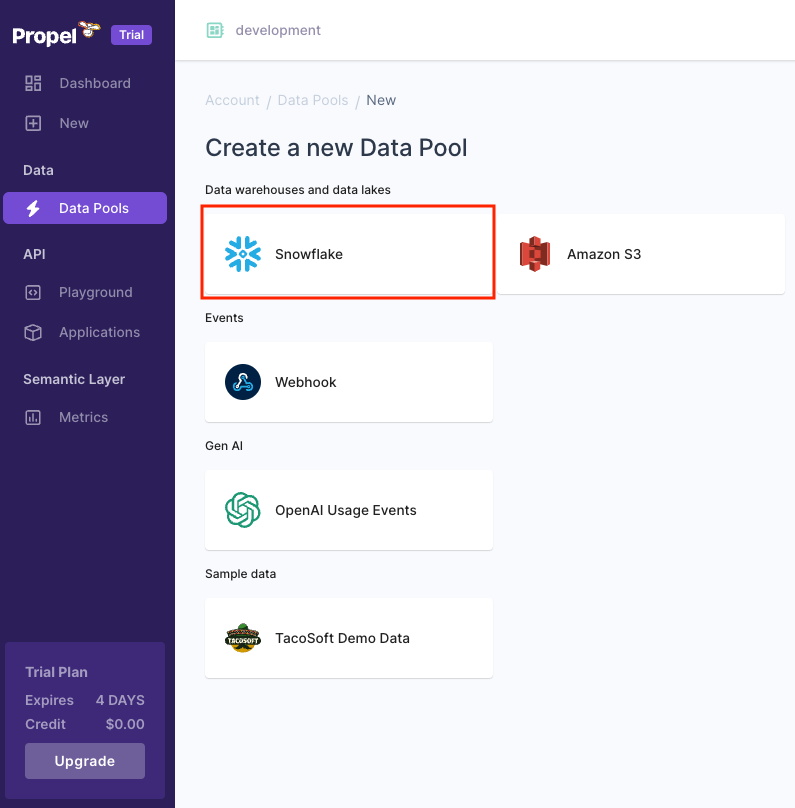 Propel Trial
Dashboard
New
Data
Data Pools
API
Playground
Applications
Semantic Layer
Metrics
Trial Plan
Expires 4 DAYS
Credit $0.00
Upgrade
development
Account / Data Pools / New
Create a new Data Pool
Data warehouses and data lakes
Snowflake
Amazon S3
Events
Webhook
Gen AI
OpenAI Usage Events
Sample data
TACOSOFT
TacoSoft Demo Data